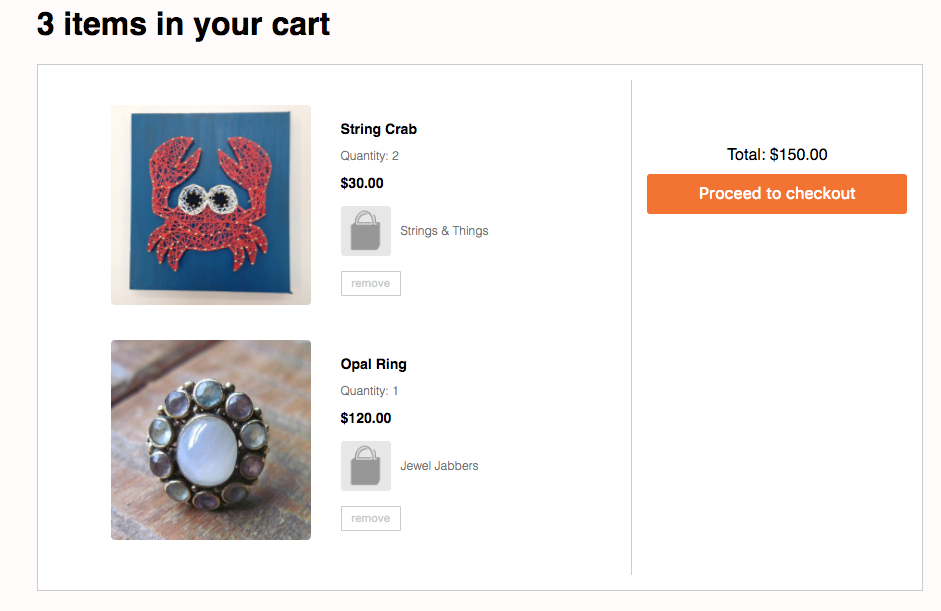 3 items in your cart
String Crab
Quantity: 2
$30.00
Strings & Things
remove
Opal Ring
Quantity: 1
$120.00
Jewel Jabbers
remove
Total: $150.00
Proceed to checkout